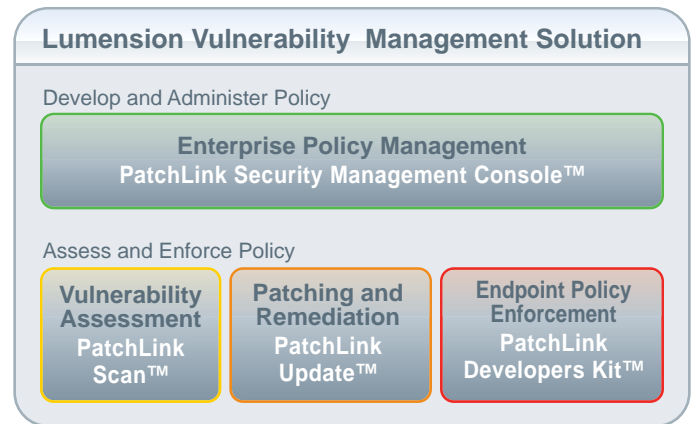 Lumension Vulnerability Management Solution
Develop and Administer Policy
Enterprise Policy Management
PatchLink Security Management Console™
Assess and Enforce Policy
Vulnerability
Assessment
PatchLink
Scan™
Patching and
Remediation
PatchLink
Update™
Endpoint Policy
Enforcement
PatchLink
Developers Kit™